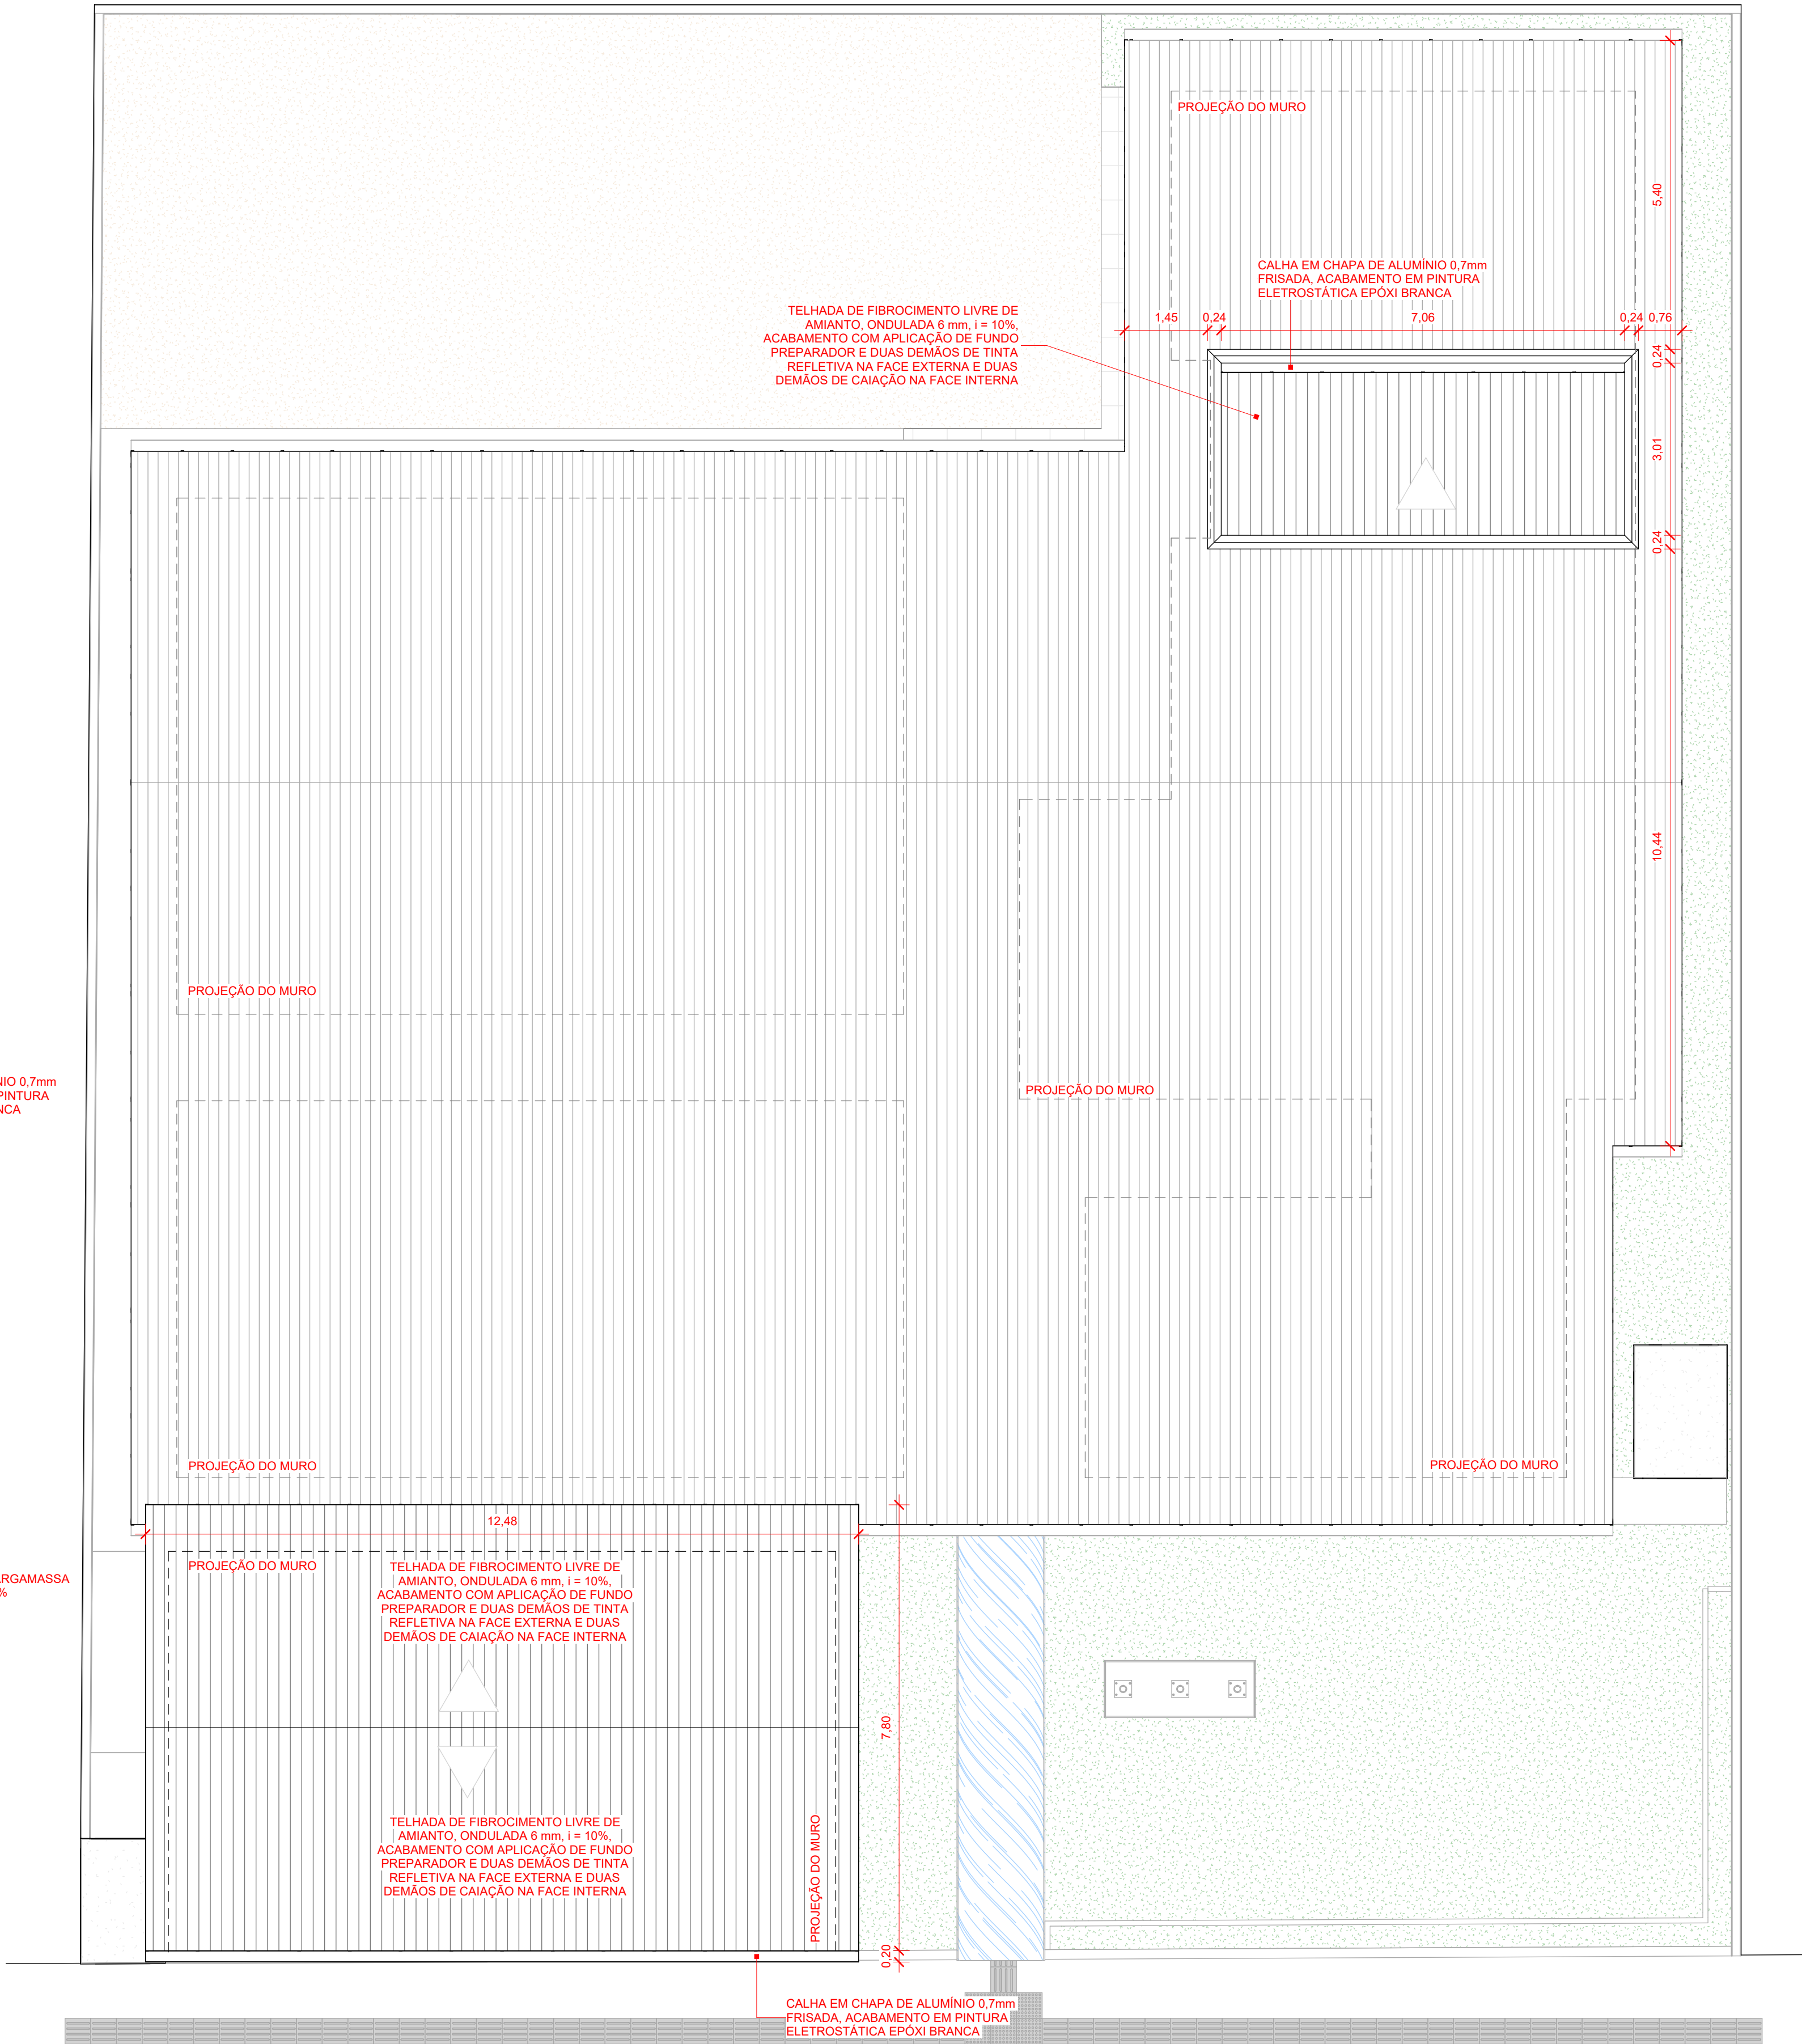 PROJEÇÃO DO MURO
5,40
CALHA EM CHAPA DE ALUMÍNIO 0,7mm
FRISADA, ACABAMENTO EM PINTURA
ELETROSTÁTICA EPÓXI BRANCA
TELHADA DE FIBROCIMENTO LIVRE DE
AMIANTO, ONDULADA 6 mm, i = 10%,
ACABAMENTO COM APLICAÇÃO DE FUNDO
PREPARADOR E DUAS DEMÃOS DE TINTA
REFLETIVA NA FACE EXTERNA E DUAS
DEMÃOS DE CAIAÇÃO NA FACE INTERNA
1,45
0,24
7,06
0,24
0,76
0,24
3,01
0,24
10,44
PROJEÇÃO DO MURO
NIO 0,7mm
PINTURA
NCA
PROJEÇÃO DO MURO
PROJEÇÃO DO MURO
PROJEÇÃO DO MURO
12,48
PROJEÇÃO DO MURO
TELHADA DE FIBROCIMENTO LIVRE DE
AMIANTO, ONDULADA 6 mm, i = 10%,
ACABAMENTO COM APLICAÇÃO DE FUNDO
PREPARADOR E DUAS DEMÃOS DE TINTA
REFLETIVA NA FACE EXTERNA E DUAS
DEMÃOS DE CAIAÇÃO NA FACE INTERNA
RGAMASSA
%
7,80
TELHADA DE FIBROCIMENTO LIVRE DE
AMIANTO, ONDULADA 6 mm, i = 10%,
ACABAMENTO COM APLICAÇÃO DE FUNDO
PREPARADOR E DUAS DEMÃOS DE TINTA
REFLETIVA NA FACE EXTERNA E DUAS
DEMÃOS DE CAIAÇÃO NA FACE INTERNA
PROJEÇÃO DO MURO
0,20
CALHA EM CHAPA DE ALUMÍNIO 0,7mm
FRISADA, ACABAMENTO EM PINTURA
ELETROSTÁTICA EPÓXI BRANCA